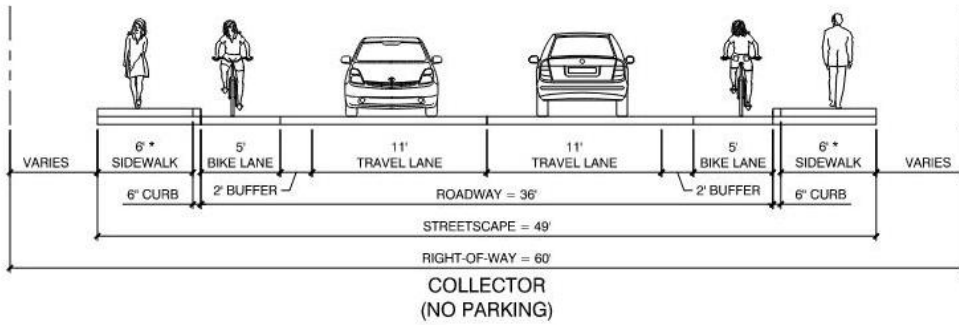 VARIES
6' *
SIDEWALK
5'
BIKE LANE
11'
TRAVEL LANE
11'
TRAVEL LANE
5'
BIKE LANE
6' *
SIDEWALK
VARIES
6" CURB
2' BUFFER
ROADWAY = 36'
2' BUFFER
6" CURB
STREETSCAPE = 49'
RIGHT-OF-WAY = 60'
COLLECTOR
(NO PARKING)